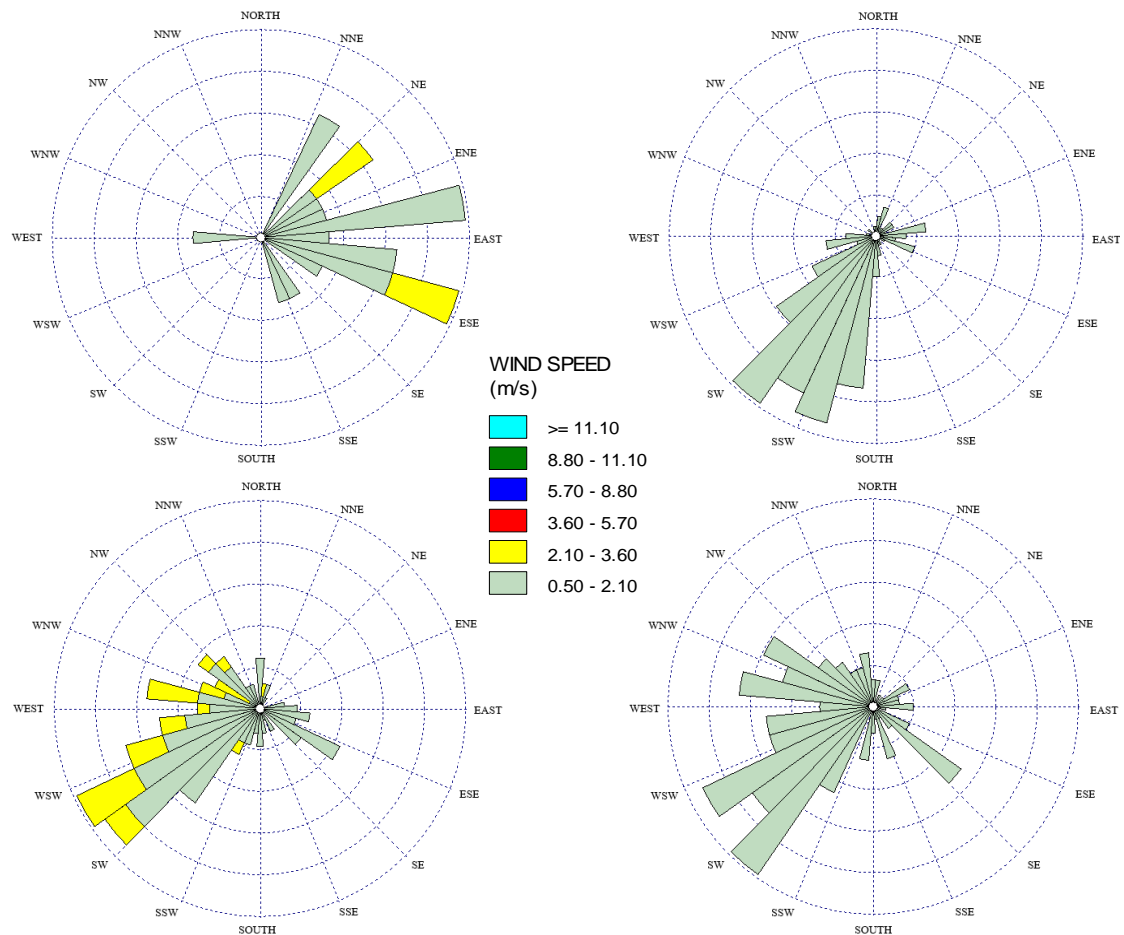 NORTH
NNW
NNE
NW
NE
WNW
ENE
WEST
EAST
WSW
ESE
SW
SE
SSW
SSE
SOUTH
NORTH
NNW
NNE
NW
NE
WNW
ENE
WEST
EAST
WSW
ESE
SW
SE
SSW
SSE
SOUTH
WIND SPEED
(m/s)
>= 11.10
8.80 - 11.10
5.70 - 8.80
3.60 - 5.70
2.10 - 3.60
0.50 - 2.10
NORTH
NNW
NNE
NW
NE
WNW
ENE
WEST
EAST
WSW
ESE
SW
SE
SSW
SSE
SOUTH
NORTH
NNW
NNE
NW
NE
WNW
ENE
WEST
EAST
WSW
ESE
SW
SE
SSW
SSE
SOUTH